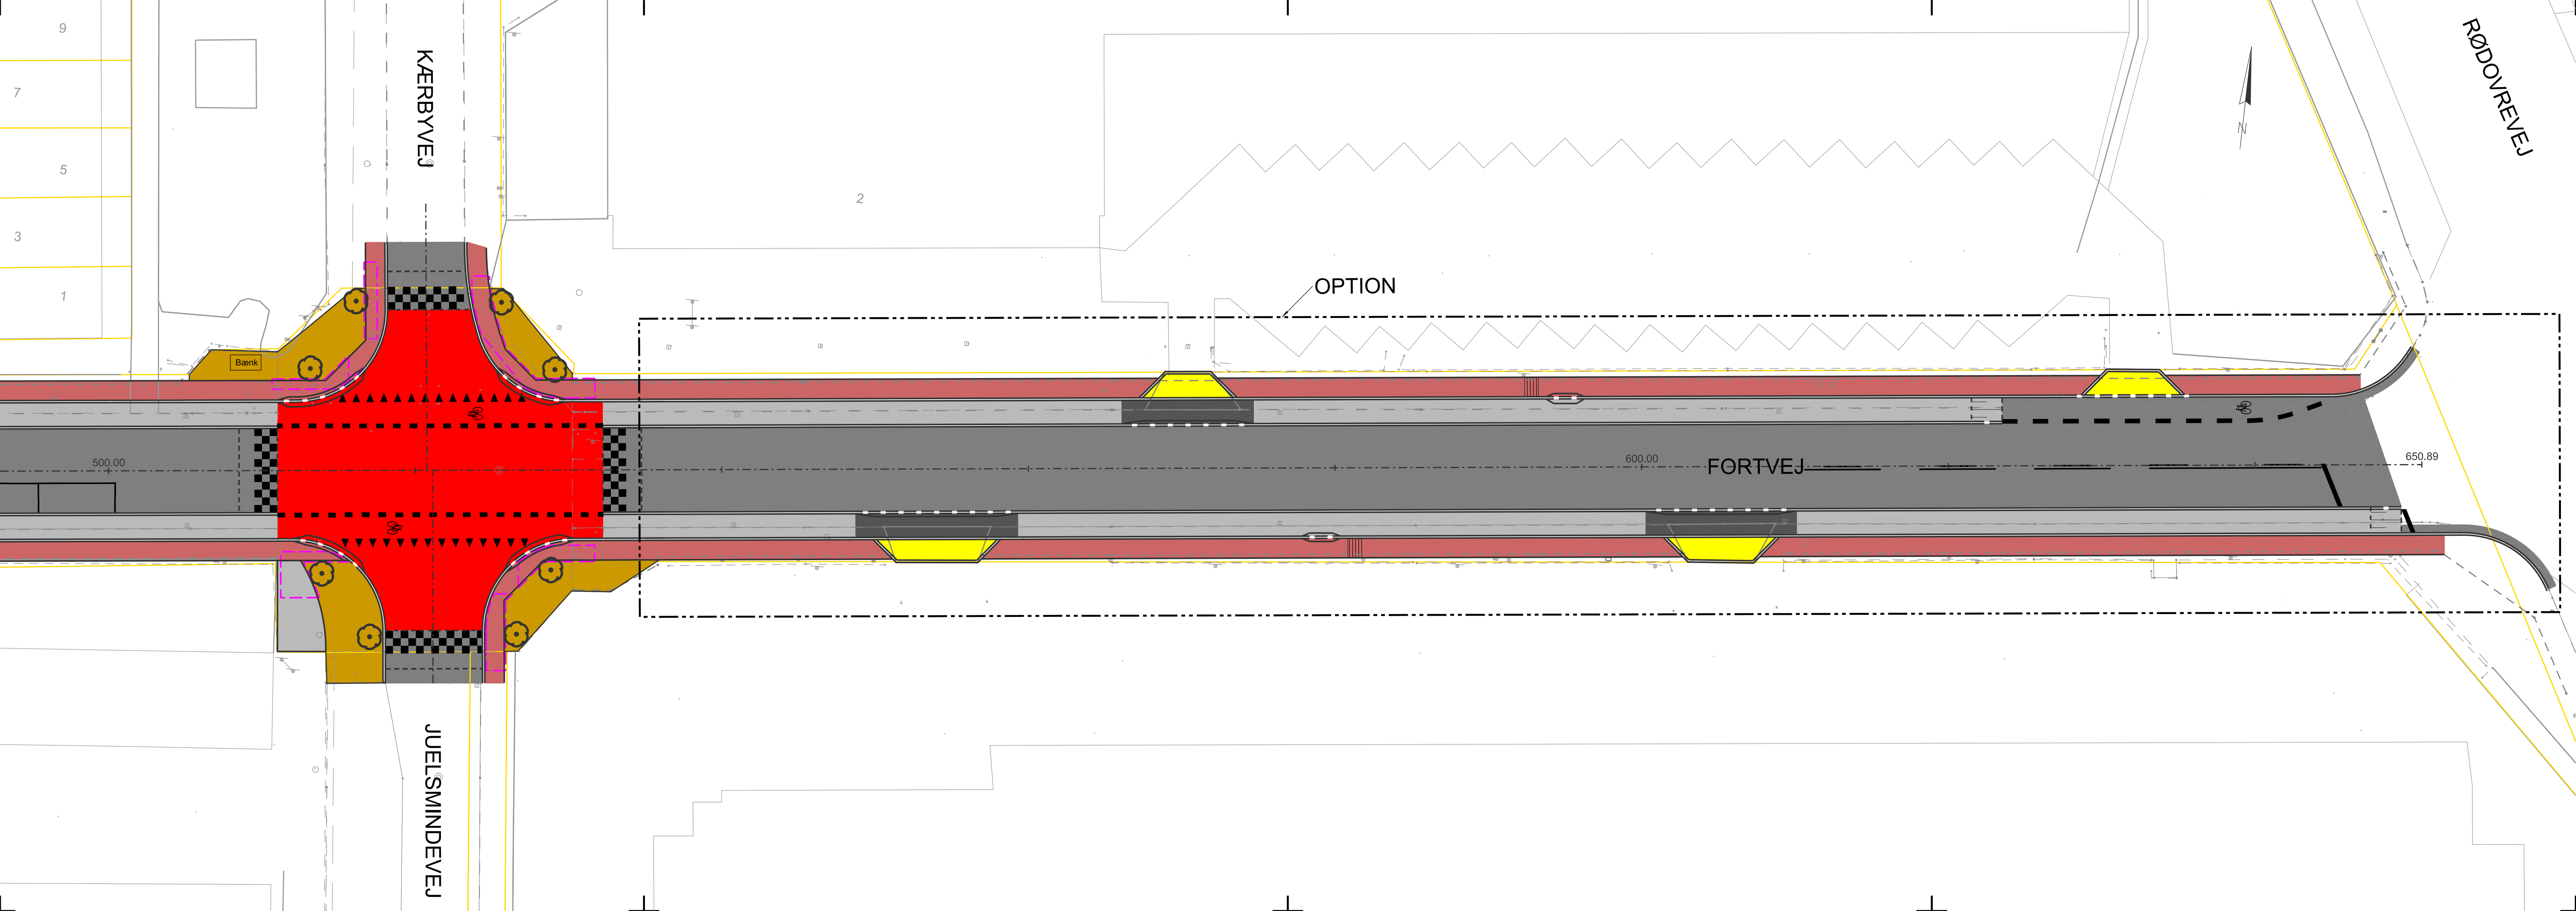 9
7
5
3
1
KÆRBYVEJ
2
RØDOVREVEJ
N
OPTION
Bænk
500.00
600.00
FORTVEJ
650.89
JUELSMINDEVEJ